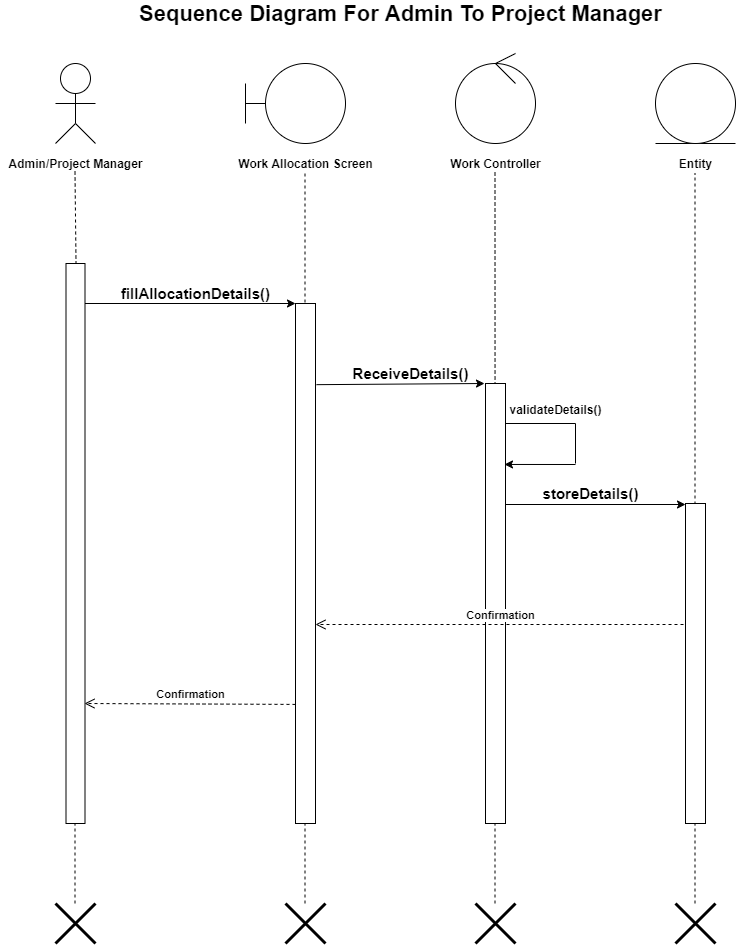 Sequence Diagram For Admin To Project Manager
Admin/Project Manager
Work Allocation Screen
Work Controller
Entity
fillAllocationDetails()
ReceiveDetails()
validateDetails()
storeDetails()
Confirmation
Confirmation